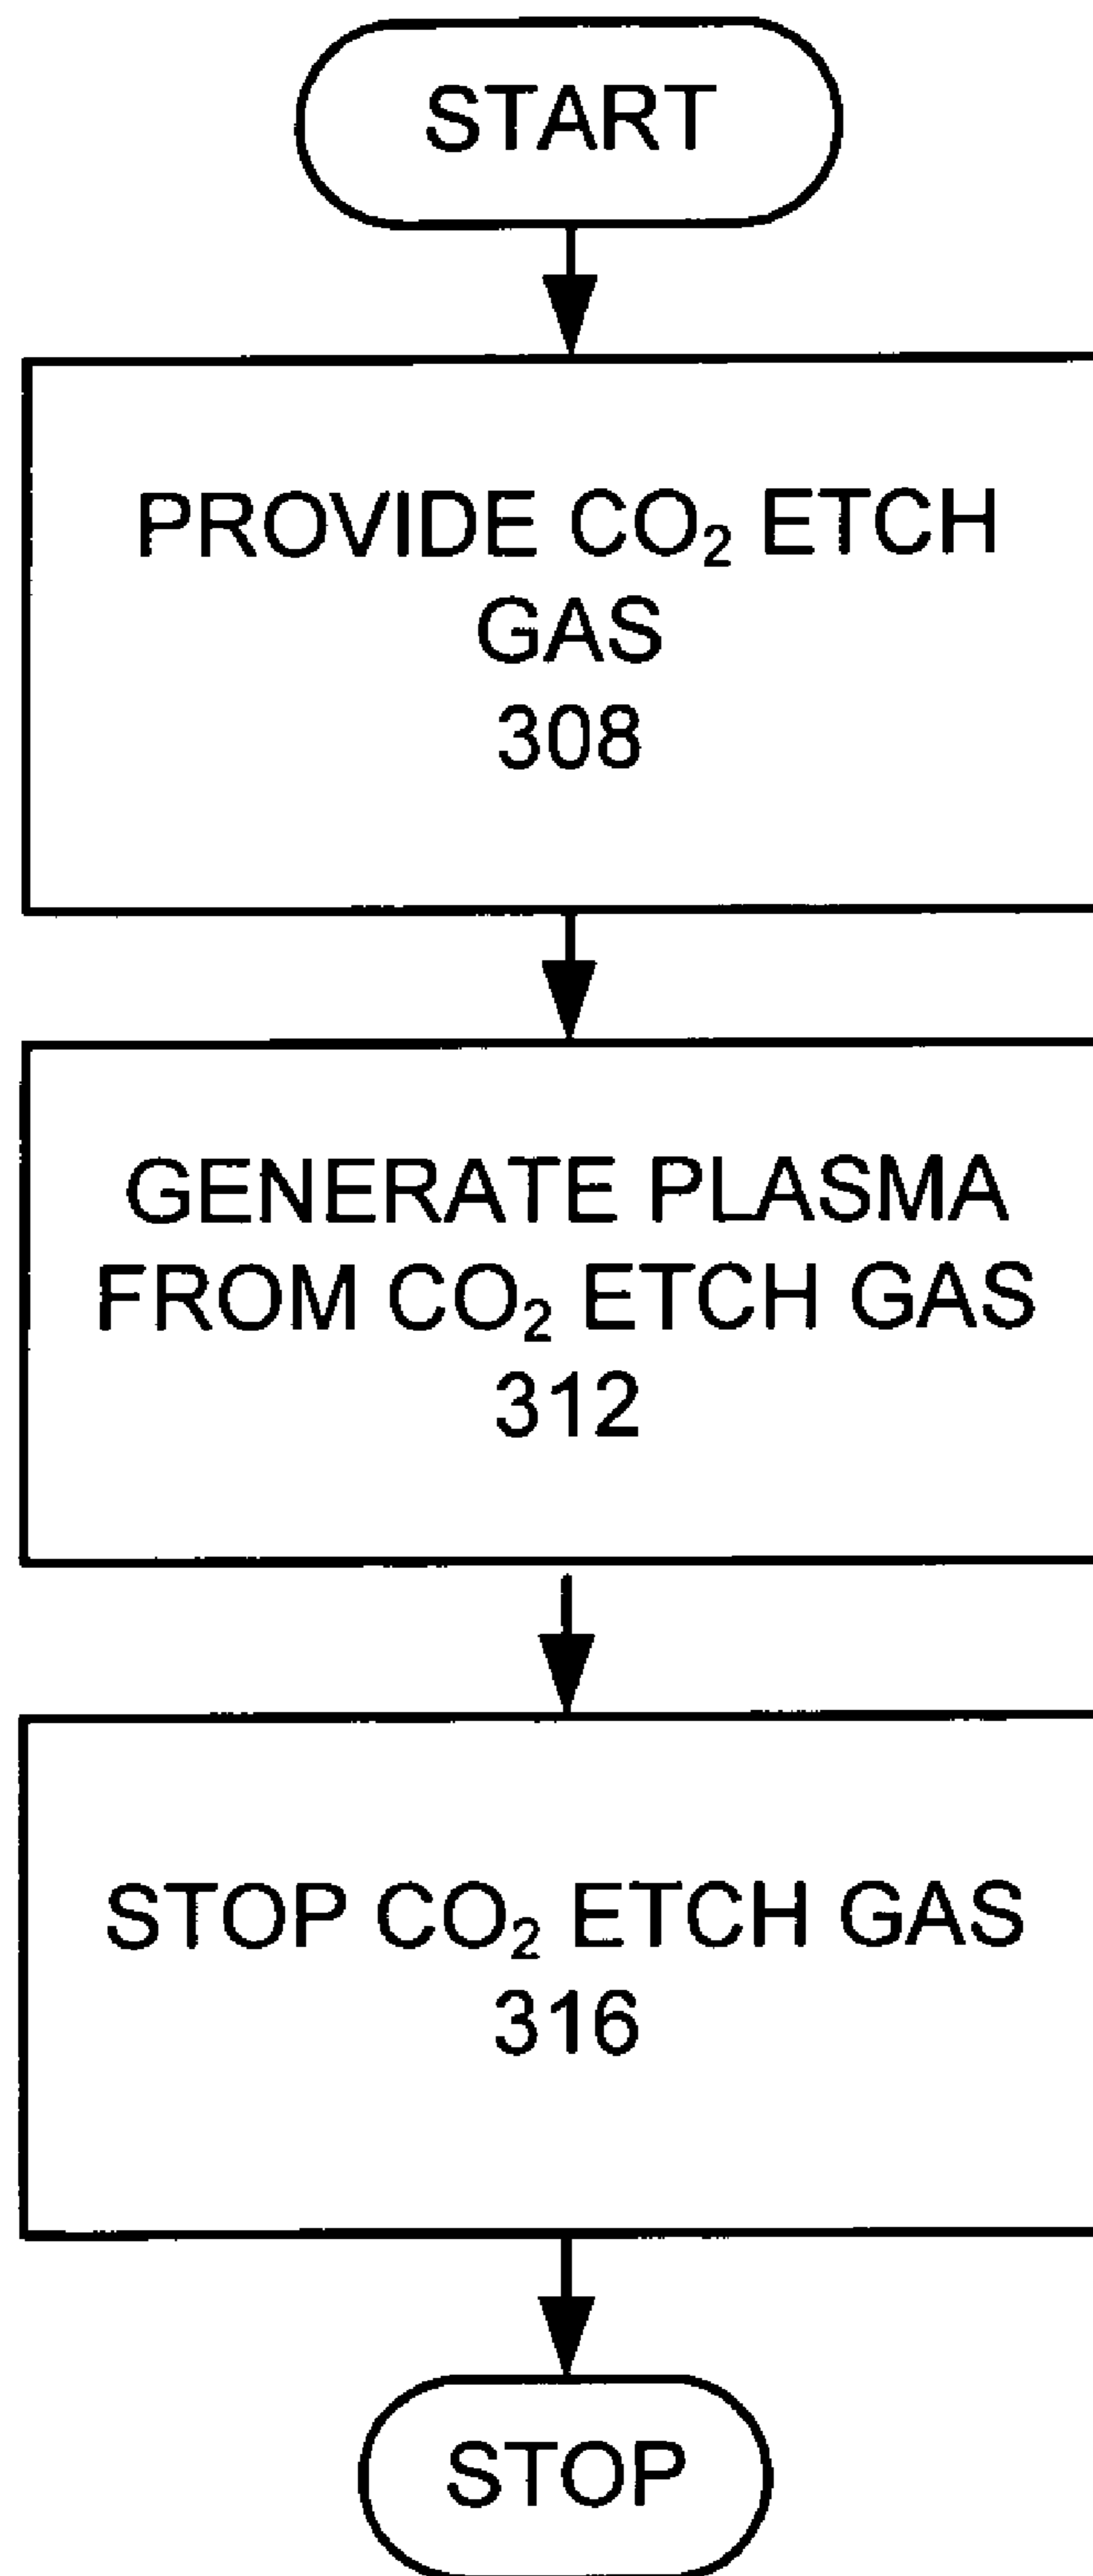 START
PROVIDE CO₂ ETCH
GAS
308
GENERATE PLASMA
FROM CO₂ ETCH GAS
312
STOP CO₂ ETCH GAS
316
STOP